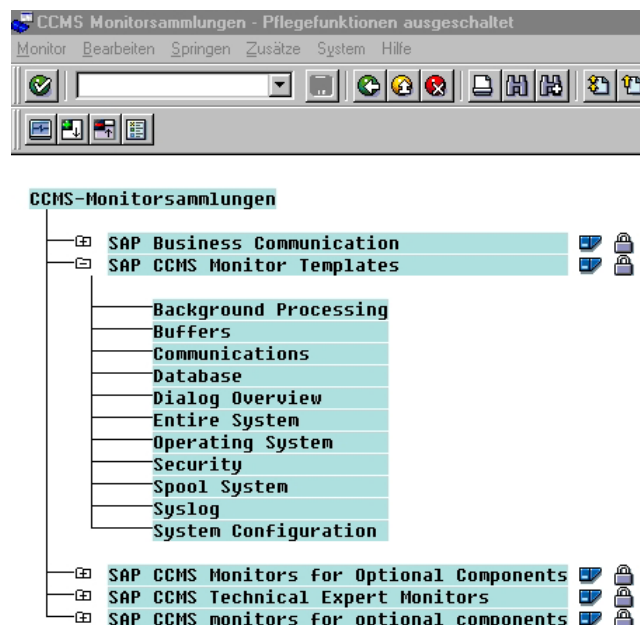 CCMS Monitorsammlungen - Pflegefunktionen ausgeschaltet
Monitor Bearbeiten Springen Zusätze System Hilfe
CCMS-Monitorsammlungen
SAP Business Communication
SAP CCMS Monitor Templates
Background Processing
Buffers
Communications
Database
Dialog Overview
Entire System
Operating System
Security
Spool System
Syslog
System Configuration
SAP CCMS Monitors for Optional Components
SAP CCMS Technical Expert Monitors
SAP CCMS monitors for optional components